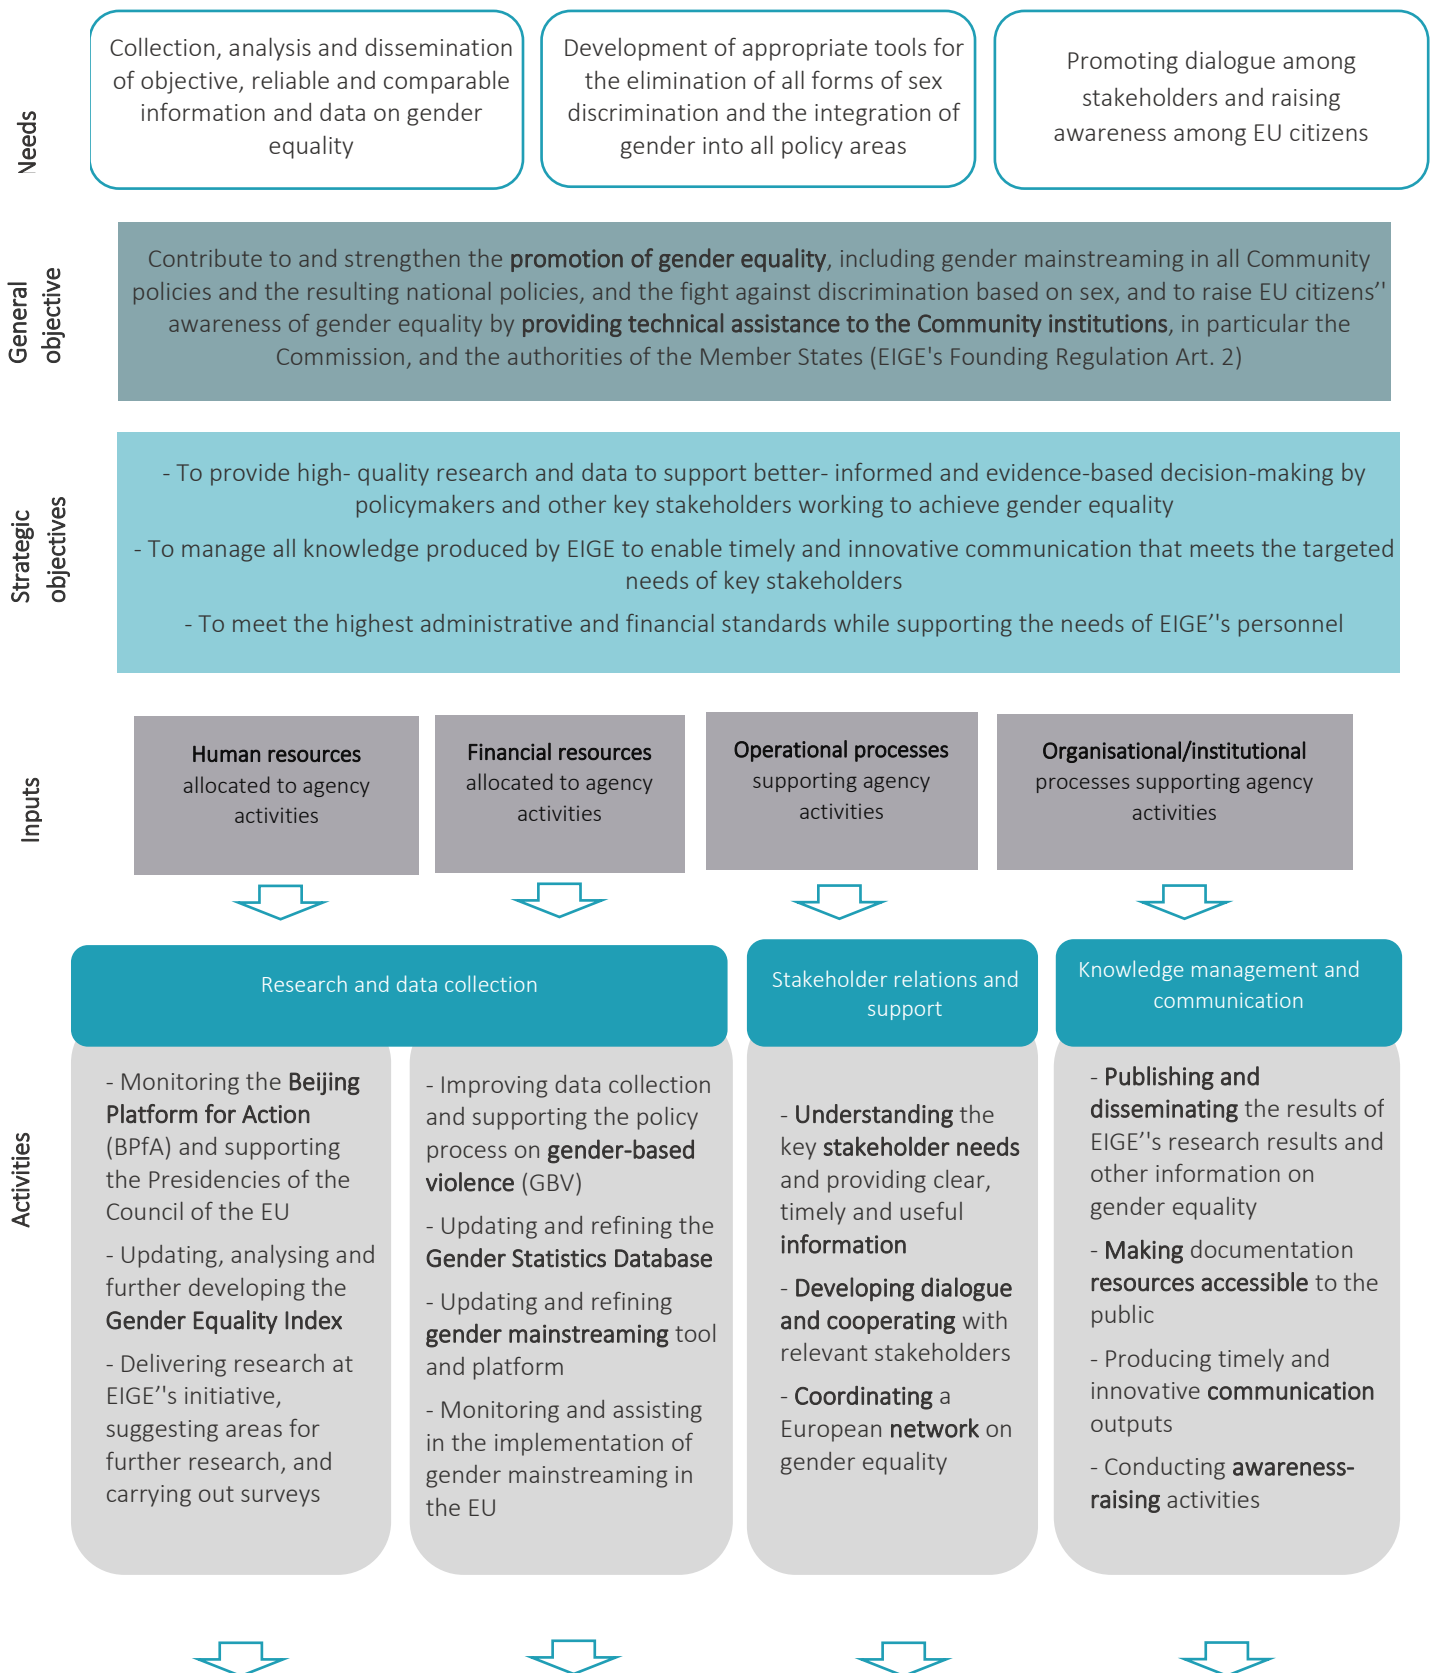 Needs
Collection, analysis and dissemination
of objective, reliable and comparable
information and data on gender
equality
Development of appropriate tools for
the elimination of all forms of sex
discrimination and the integration of
gender into all policy areas
Promoting dialogue among
stakeholders and raising
awareness among EU citizens
General
objective
Contribute to and strengthen the promotion of gender equality, including gender mainstreaming in all Community
policies and the resulting national policies, and the fight against discrimination based on sex, and to raise EU citizens’'
awareness of gender equality by providing technical assistance to the Community institutions, in particular the
Commission, and the authorities of the Member States (EIGE's Founding Regulation Art. 2)
Strategic
objectives
- To provide high- quality research and data to support better- informed and evidence-based decision-making by
policymakers and other key stakeholders working to achieve gender equality
- To manage all knowledge produced by EIGE to enable timely and innovative communication that meets the targeted
needs of key stakeholders
- To meet the highest administrative and financial standards while supporting the needs of EIGE’'s personnel
Inputs
Human resources
allocated to agency
activities
Financial resources
allocated to agency
activities
Operational processes
supporting agency
activities
Organisational/institutional
processes supporting agency
activities
Activities
Research and data collection
- Monitoring the Beijing
Platform for Action
(BPfA) and supporting
the Presidencies of the
Council of the EU
- Updating, analysing and
further developing the
Gender Equality Index
- Delivering research at
EIGE’'s initiative,
suggesting areas for
further research, and
carrying out surveys
- Improving data collection
and supporting the policy
process on gender-based
violence (GBV)
- Updating and refining the
Gender Statistics Database
- Updating and refining
gender mainstreaming tool
and platform
- Monitoring and assisting
in the implementation of
gender mainstreaming in
the EU
Stakeholder relations and
support
- Understanding the
key stakeholder needs
and providing clear,
timely and useful
information
- Developing dialogue
and cooperating with
relevant stakeholders
- Coordinating a
European network on
gender equality
Knowledge management and
communication
- Publishing and
disseminating the results of
EIGE’'s research results and
other information on
gender equality
- Making documentation
resources accessible to the
public
- Producing timely and
innovative communication
outputs
- Conducting awareness-
raising activities